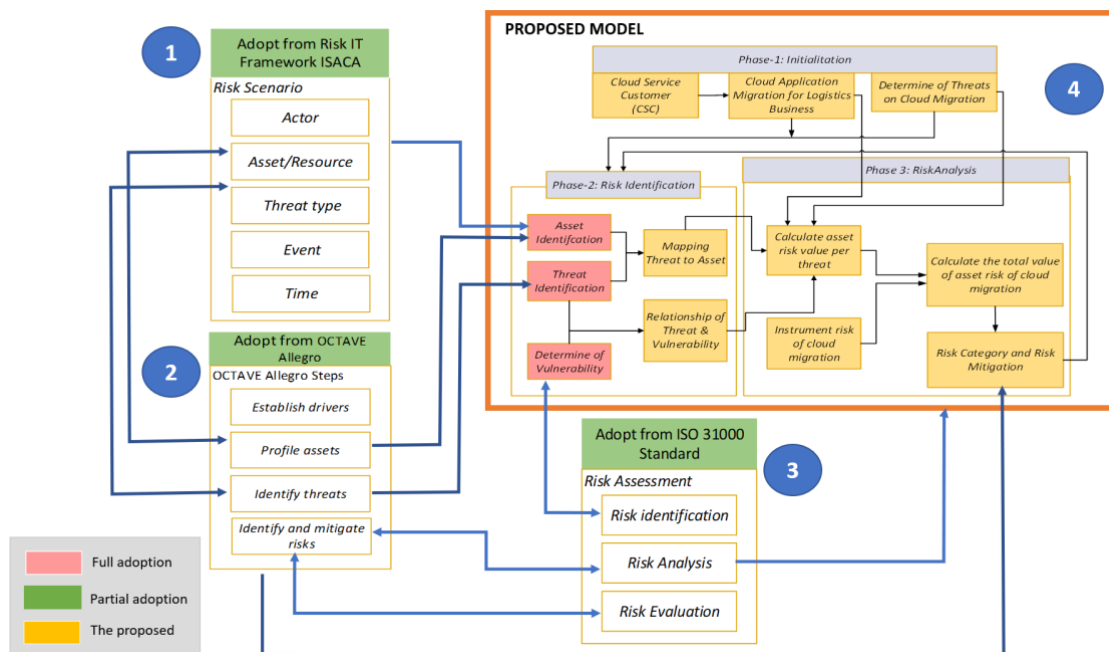 1
Adopt from Risk IT
Framework ISACA
Risk Scenario
Actor
Asset/Resource
Threat type
Event
Time
2
Adopt from OCTAVE
Allegro
OCTAVE Allegro Steps
Establish drivers
Profile assets
Identify threats
Identify and mitigate
risks
Full adoption
Partial adoption
The proposed
PROPOSED MODEL
4
Phase-1: Initialitation
Cloud Service
Customer
(CSC)
Cloud Application
Migration for Logistics
Business
Determine of Threats
on Cloud Migration
Phase-2: Risk Identification
Asset
Identifcation
Threat
Identification
Determine of
Vulnerability
Mapping
Threat to Asset
Relationship of
Threat &
Vulnerability
Phase 3: RiskAnalysis
Calculate asset
risk value per
threat
Instrument risk
of cloud
migration
Calculate the total value
of asset risk of cloud
migration
Risk Category and Risk
Mitigation
Adopt from ISO 31000
Standard
3
Risk Assessment
Risk identification
Risk Analysis
Risk Evaluation